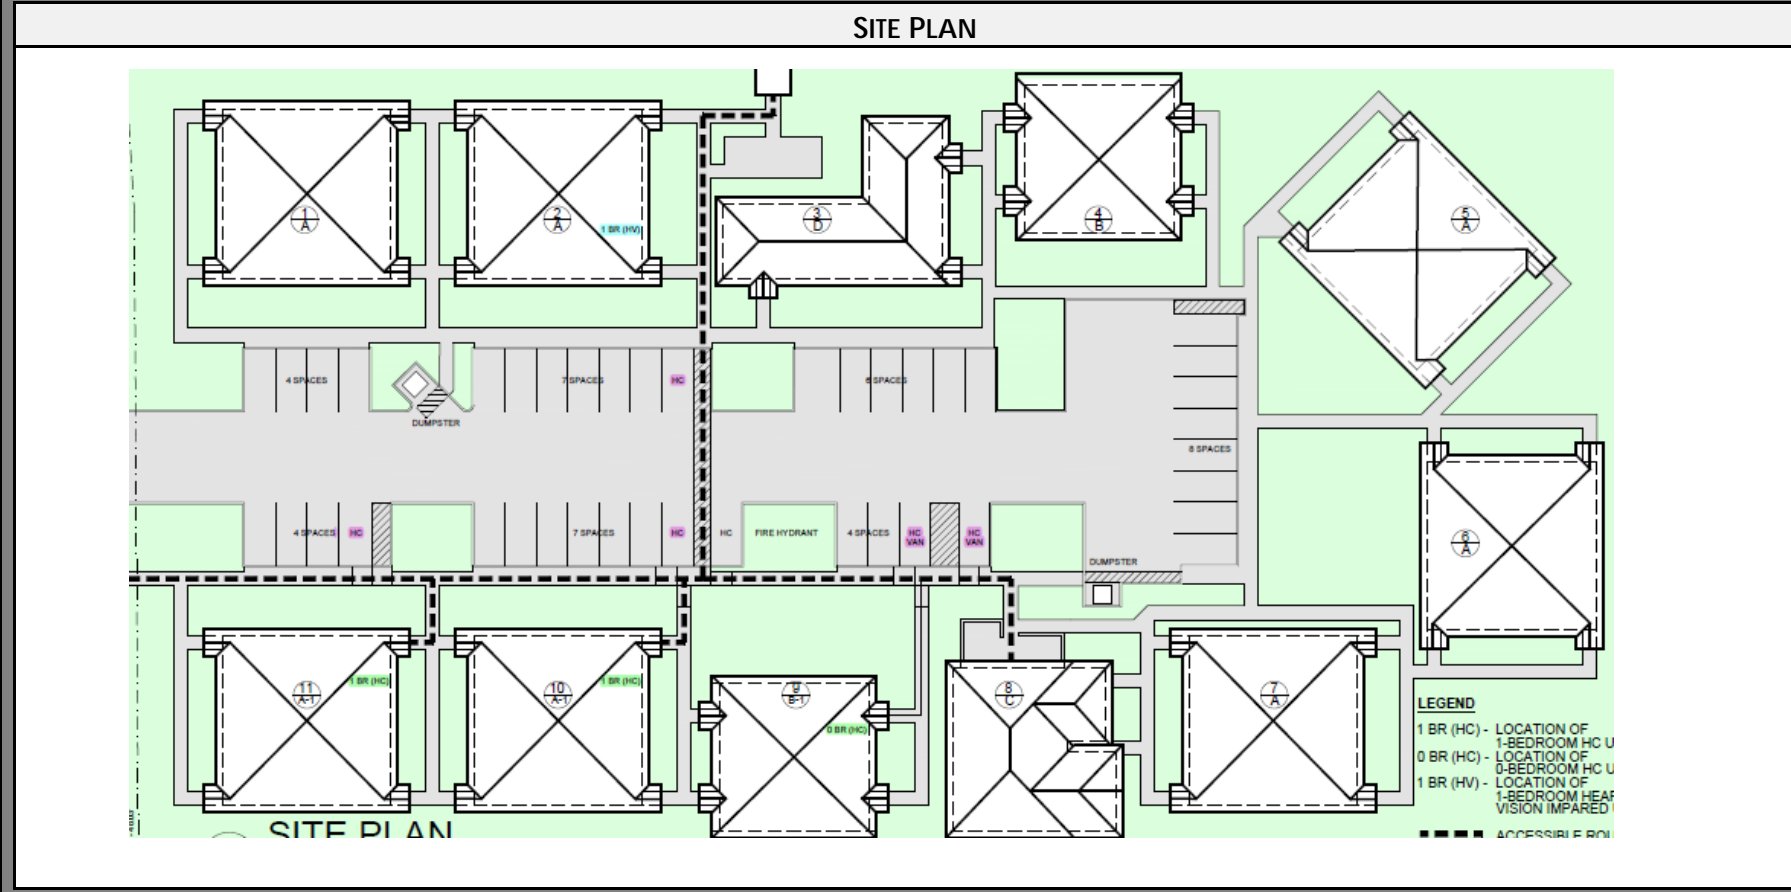 SITE PLAN
1
A
2
A
1 BR (HV)
3
D
4
B
5
A
4 SPACES
7 SPACES
HC
6 SPACES
DUMPSTER
8 SPACES
4 SPACES
HC
7 SPACES
HC
HC
FIRE HYDRANT
4 SPACES
HC
VAN
HC
VAN
6
A
DUMPSTER
11
A-1
1 BR (HC)
10
A-1
1 BR (HC)
9
B-1
0 BR (HC)
8
C
7
A
LEGEND
1 BR (HC) - LOCATION OF
1-BEDROOM HC U
0 BR (HC) - LOCATION OF
0-BEDROOM HC U
1 BR (HV) - LOCATION OF
1-BEDROOM HEAR
VISION IMPARED
ACCESSIBLE ROU
SITE PLAN